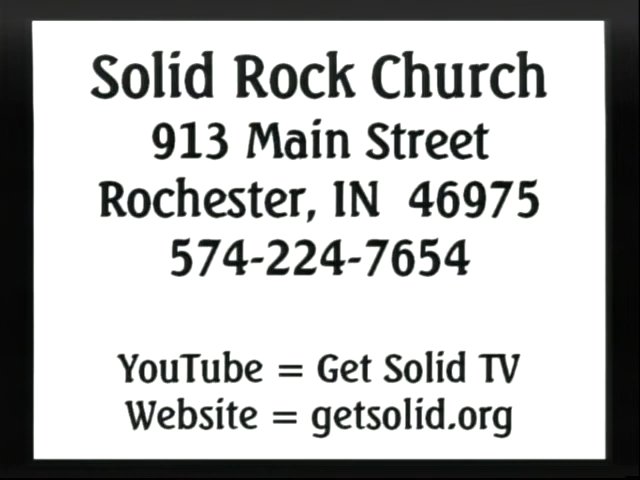 Solid Rock Church
913 Main Street
Rochester, IN  46975
574-224-7654
YouTube = Get Solid TV
Website = getsolid.org